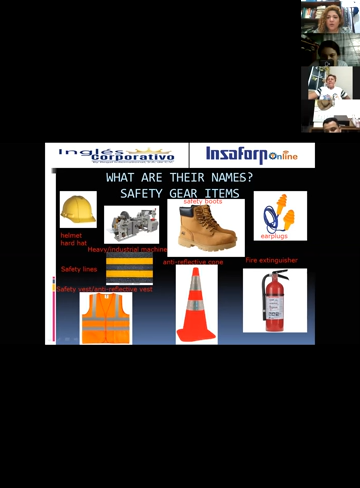 Inglés
Corporativo
Insaforp Online
WHAT ARE THEIR NAMES?
SAFETY GEAR ITEMS
safety boots
helmet
hard hat
earplugs
Heavy/industrial machine
Safety lines
anti-reflective cone
Fire extinguisher
Safety vest/anti-reflective vest